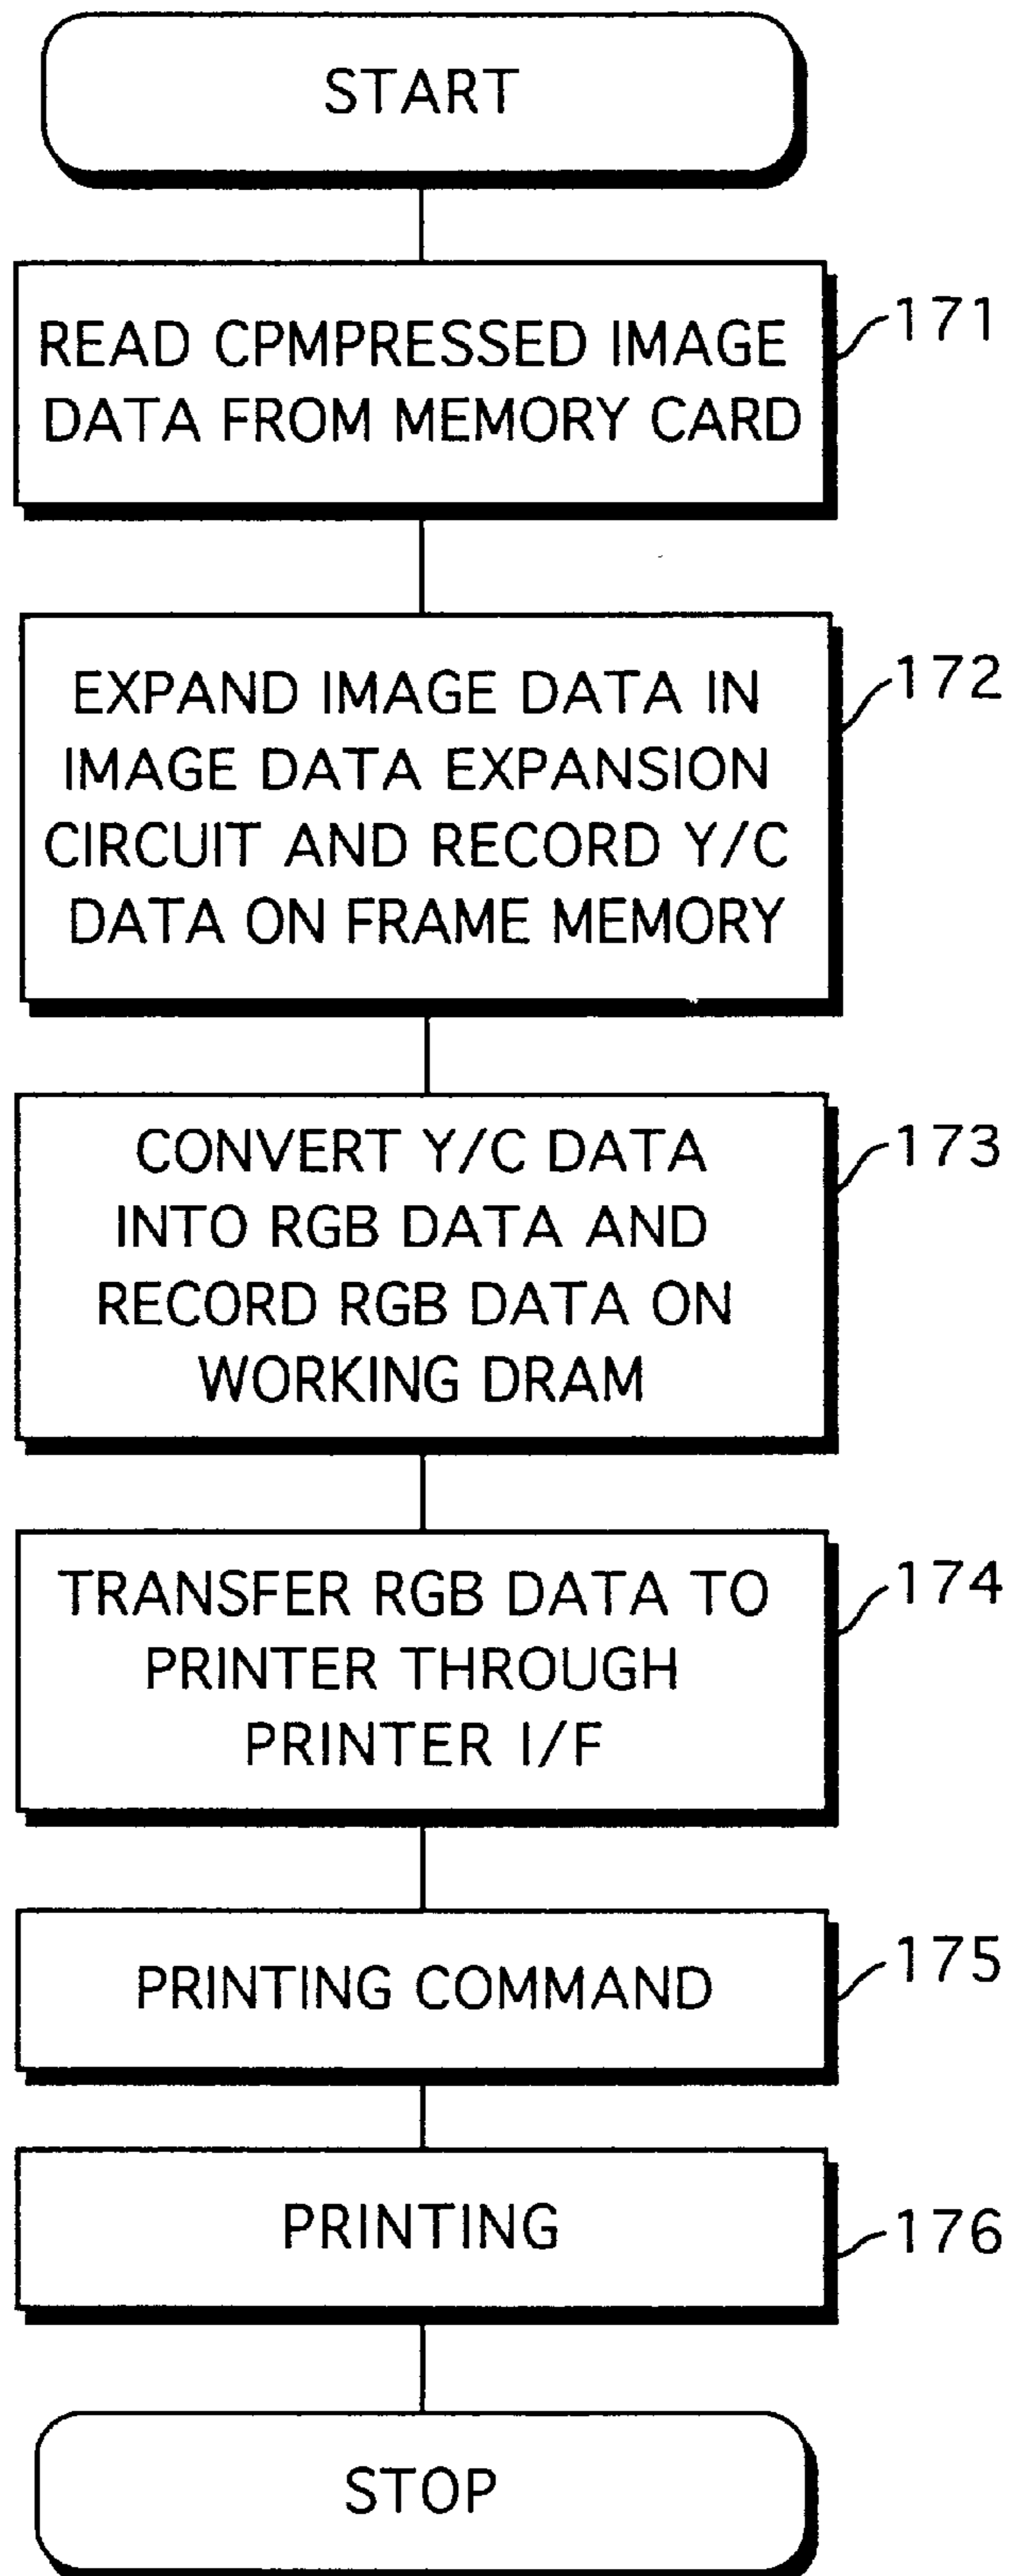 START
READ CPMPRESSED IMAGE
DATA FROM MEMORY CARD
171
EXPAND IMAGE DATA IN
IMAGE DATA EXPANSION
CIRCUIT AND RECORD Y/C
DATA ON FRAME MEMORY
172
CONVERT Y/C DATA
INTO RGB DATA AND
RECORD RGB DATA ON
WORKING DRAM
173
TRANSFER RGB DATA TO
PRINTER THROUGH
PRINTER I/F
174
PRINTING COMMAND
175
PRINTING
176
STOP